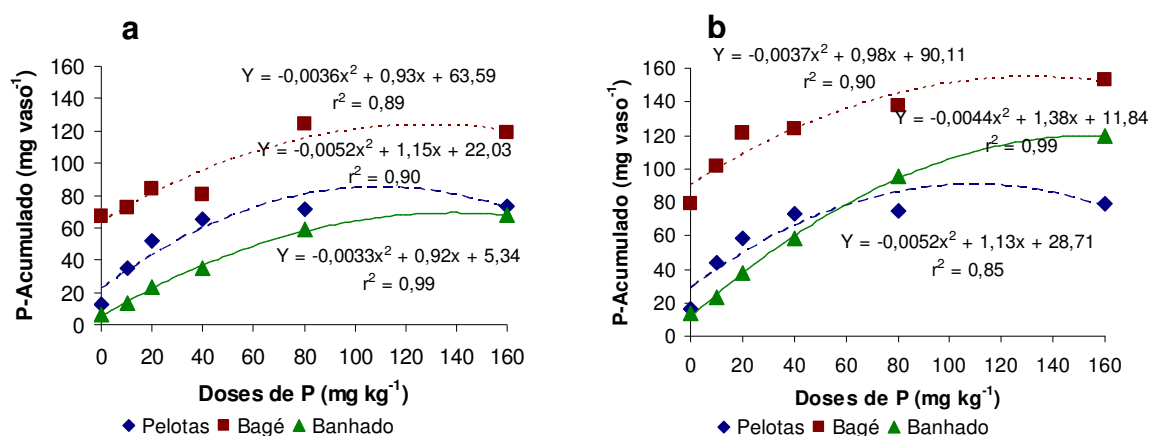 a
P-Acumulado (mg vaso⁻¹)
160
140
120
100
80
60
40
20
0
Y = -0,0036x² + 0,93x + 63,59
r² = 0,89
Y = -0,0052x² + 1,15x + 22,03
r² = 0,90
Y = -0,0033x² + 0,92x + 5,34
r² = 0,99
0 20 40 60 80 100 120 140 160
Doses de P (mg kg⁻¹)
Pelotas Bagé Banhado
b
P-Acumulado (mg vaso⁻¹)
160
140
120
100
80
60
40
20
0
Y = -0,0037x² + 0,98x + 90,11
r² = 0,90
Y = -0,0044x² + 1,38x + 11,84
r² = 0,99
Y = -0,0052x² + 1,13x + 28,71
r² = 0,85
0 20 40 60 80 100 120 140 160
Doses de P (mg kg⁻¹)
Pelotas Bagé Banhado